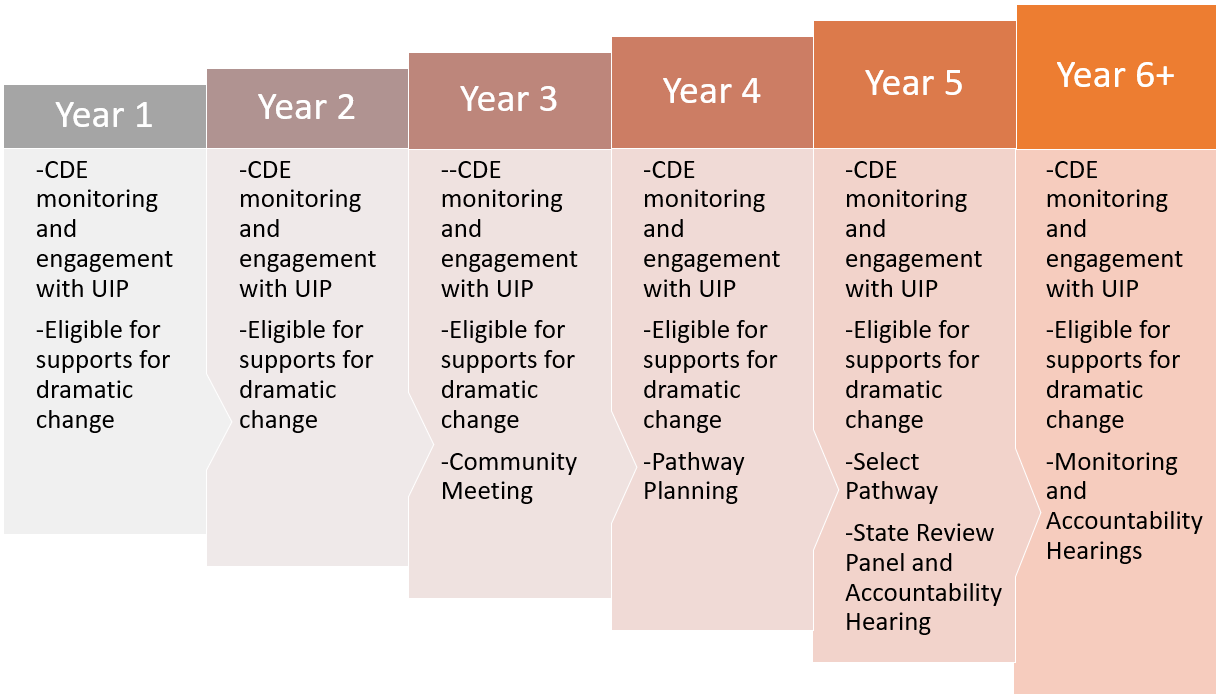 Year 1
-CDE
monitoring
and
engagement
with UIP
-Eligible for
supports for
dramatic
change
Year 2
-CDE
monitoring
and
engagement
with UIP
-Eligible for
supports for
dramatic
change
Year 3
--CDE
monitoring
and
engagement
with UIP
-Eligible for
supports for
dramatic
change
-Community
Meeting
Year 4
-CDE
monitoring
and
engagement
with UIP
-Eligible for
supports for
dramatic
change
-Pathway
Planning
Year 5
-CDE
monitoring
and
engagement
with UIP
-Eligible for
supports for
dramatic
change
-Select
Pathway
-State Review
Panel and
Accountability
Hearing
Year 6+
-CDE
monitoring
and
engagement
with UIP
-Eligible for
supports for
dramatic
change
-Monitoring
and
Accountability
Hearings